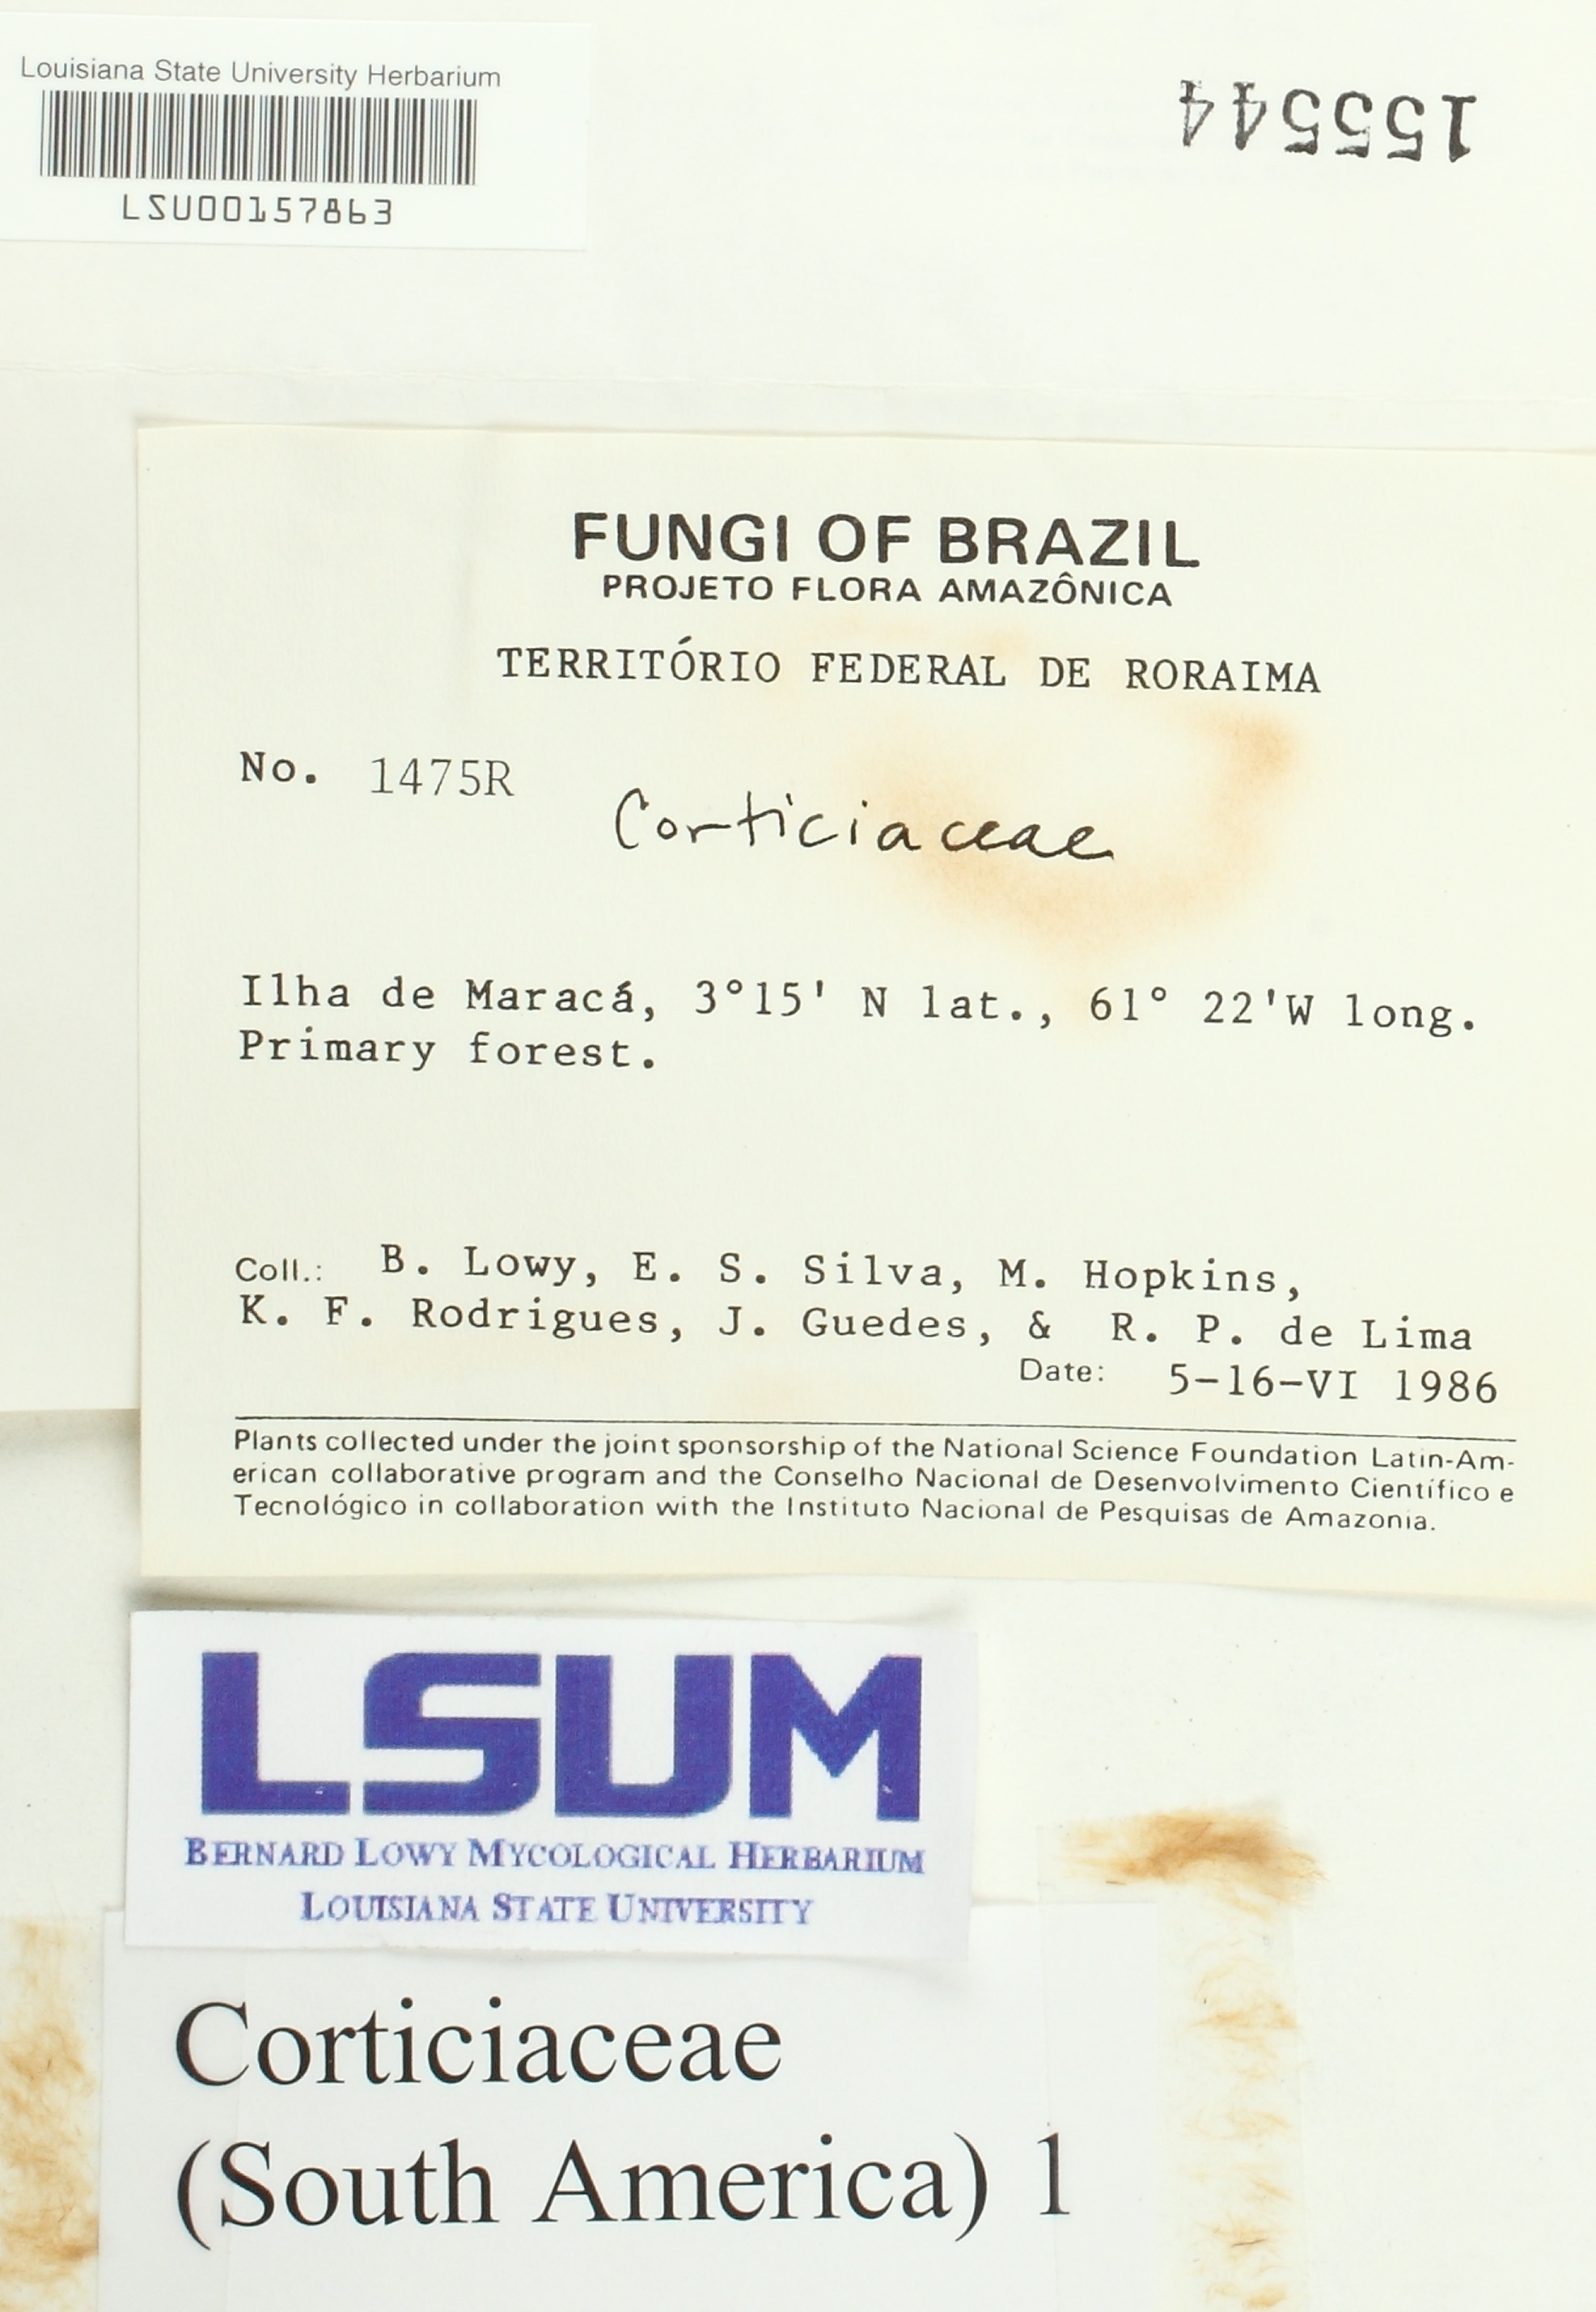 Louisiana State University Herbarium
LSU00157863
155544
FUNGI OF BRAZIL
PROJETO FLORA AMAZÔNICA
TERRITÓRIO FEDERAL DE RORAIMA
No. 1475R
Corticiaceae
Ilha de Maracá, 3°15' N lat., 61° 22'W long.
Primary forest.
Coll.: B. Lowy, E. S. Silva, M. Hopkins,
K. F. Rodrigues, J. Guedes, & R. P. de Lima
Date: 5-16-VI 1986
Plants collected under the joint sponsorship of the National Science Foundation Latin-Am-
erican collaborative program and the Conselho Nacional de Desenvolvimento Científico e
Tecnológico in collaboration with the Instituto Nacional de Pesquisas de Amazonia.
LSUM
BERNARD LOWY MYCOLOGICAL HERBARIUM
LOUISIANA STATE UNIVERSITY
Corticiaceae
(South America) 1